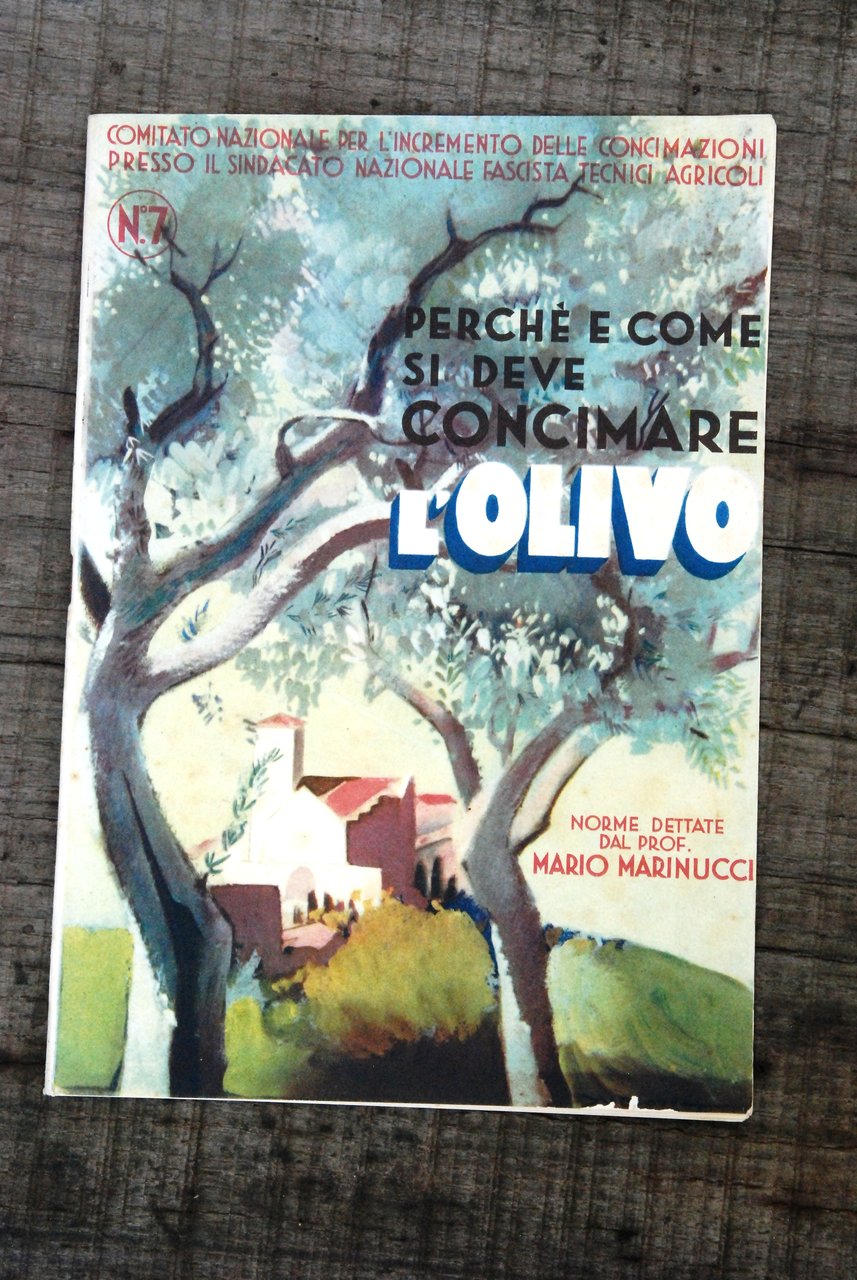 COMITATO NAZIONALE PER L'INCREMENTO DELLE CONCIMAZIONI
PRESSO IL SINDACATO NAZIONALE FASCISTA TECNICI AGRICOLI
N.º7
PERCHÈ E COME
SI DEVE
CONCIMARE
L'OLIVO
NORME DETTATE
DAL PROF.
MARIO MARINUCCI